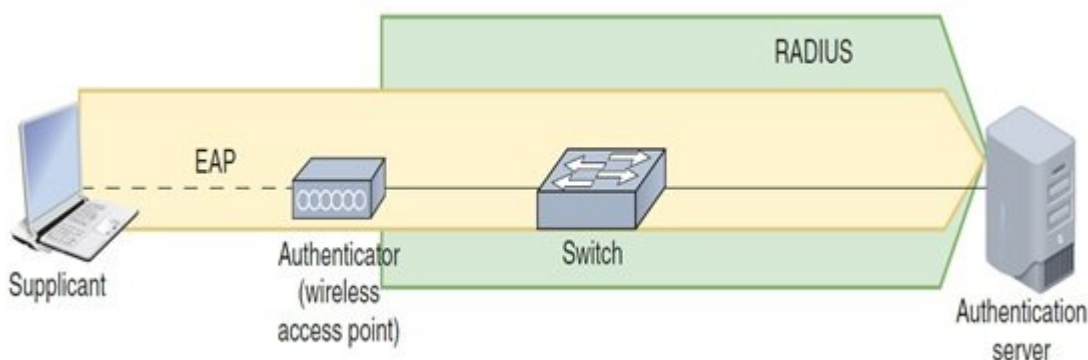 RADIUS
EAP
Supplicant
Authenticator
(wireless
access point)
Switch
Authentication
server